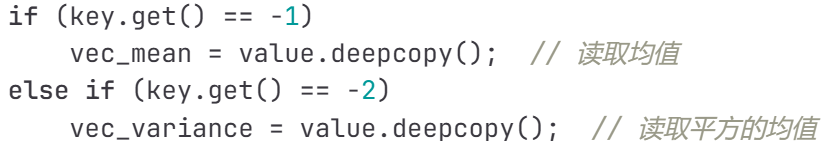 if (key.get() == -1)
    vec_mean = value.deepcopy();  // 读取均值
else if (key.get() == -2)
    vec_variance = value.deepcopy();  // 读取平方的均值